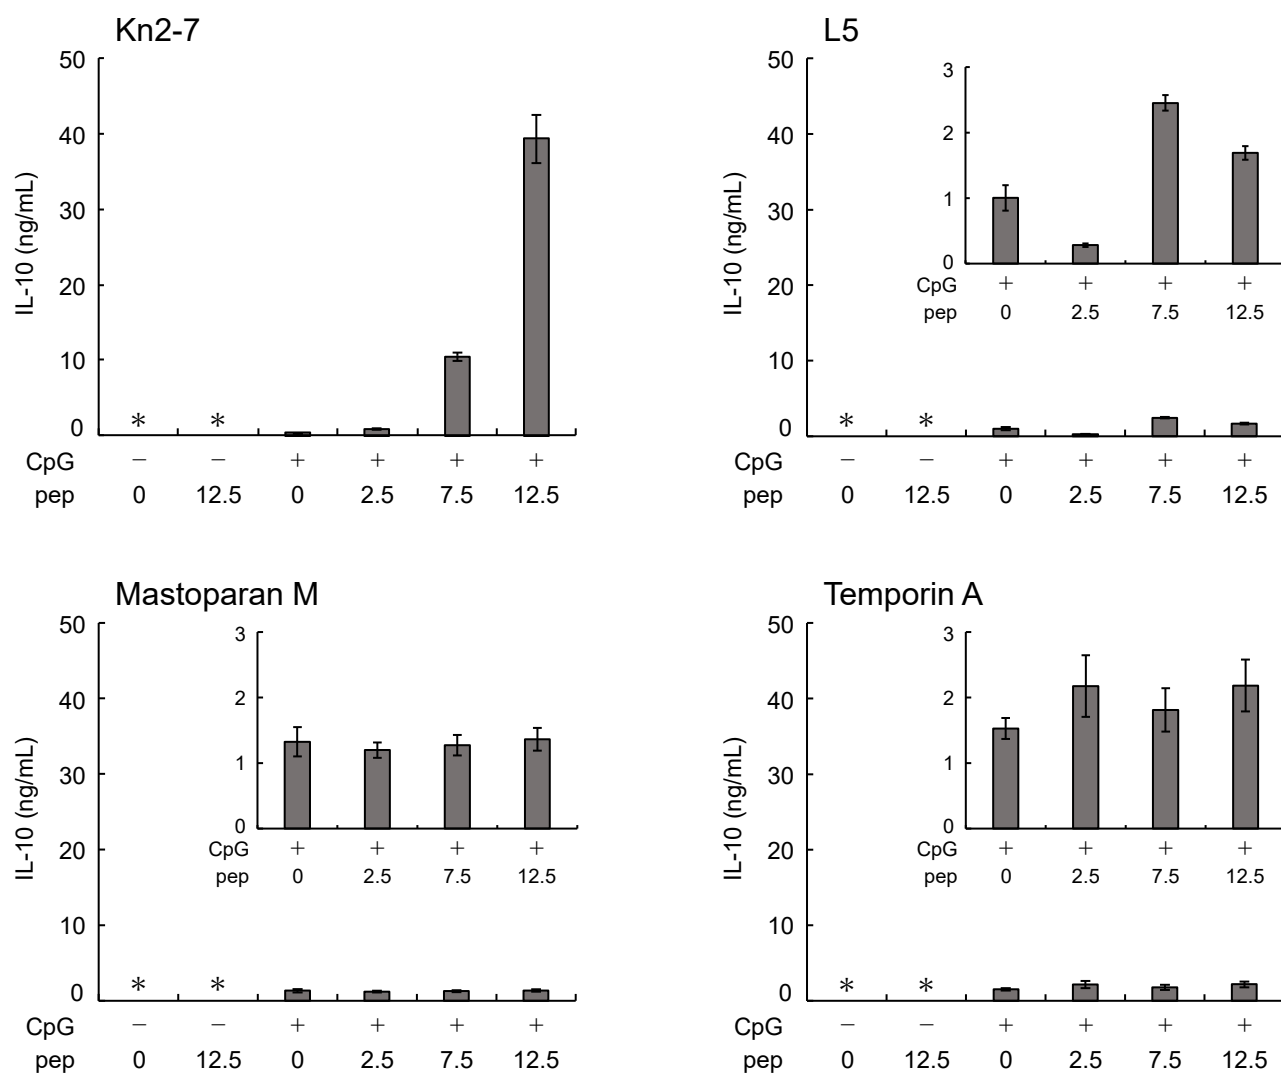 Kn2-7
50
40
30
20
10
0
IL-10 (ng/mL)
* *
CpG − − + + + +
pep 0 12.5 0 2.5 7.5 12.5
L5
50
40
30
20
10
0
IL-10 (ng/mL)
3
2
1
0
CpG + + + +
pep 0 2.5 7.5 12.5
* *
CpG − − + + + +
pep 0 12.5 0 2.5 7.5 12.5
Mastoparan M
50
40
30
20
10
0
IL-10 (ng/mL)
3
2
1
0
CpG + + + +
pep 0 2.5 7.5 12.5
* *
CpG − − + + + +
pep 0 12.5 0 2.5 7.5 12.5
Temporin A
50
40
30
20
10
0
IL-10 (ng/mL)
3
2
1
0
CpG + + + +
pep 0 2.5 7.5 12.5
* *
CpG − − + + + +
pep 0 12.5 0 2.5 7.5 12.5